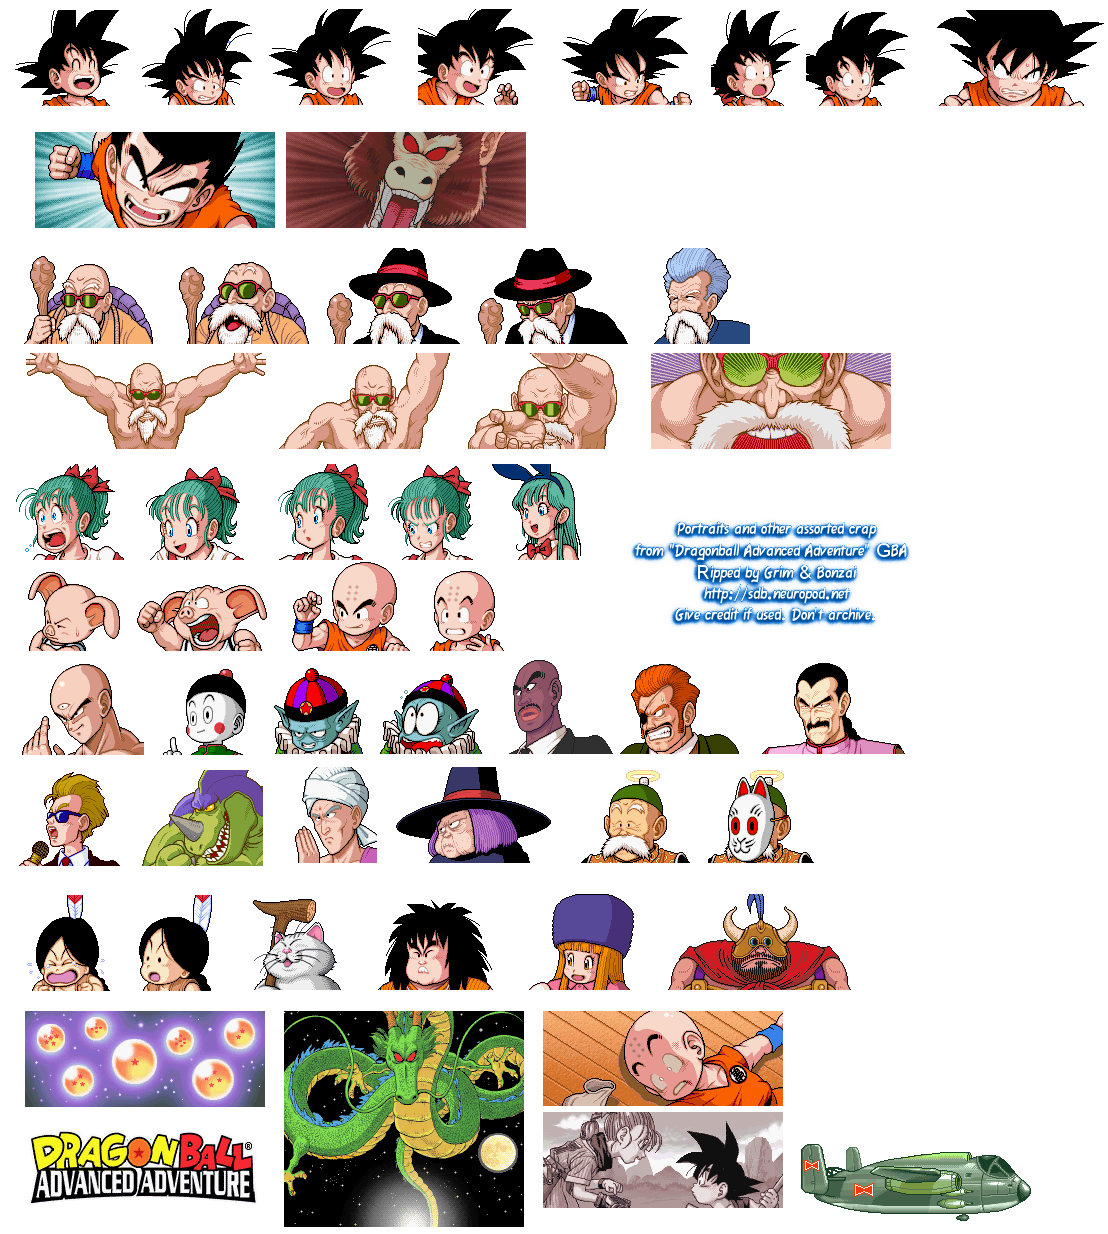 Portraits and other assorted crap
from "Dragonball Advanced Adventure" GBA
Ripped by Grim & Bonzai
http://sdb.neuropod.net
Give credit if used. Don't archive.
DRAGON BALL®
ADVANCED ADVENTURE